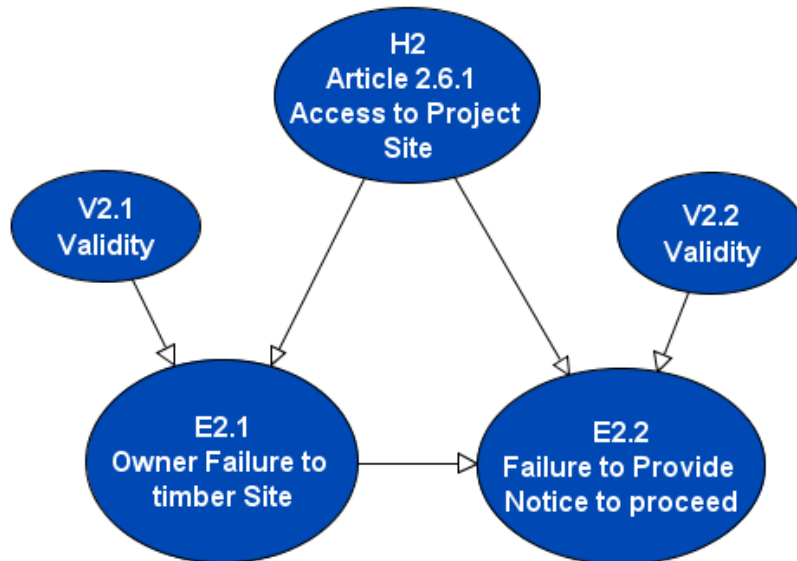 H2
Article 2.6.1
Access to Project
Site
V2.1
Validity
V2.2
Validity
E2.1
Owner Failure to
timber Site
E2.2
Failure to Provide
Notice to proceed